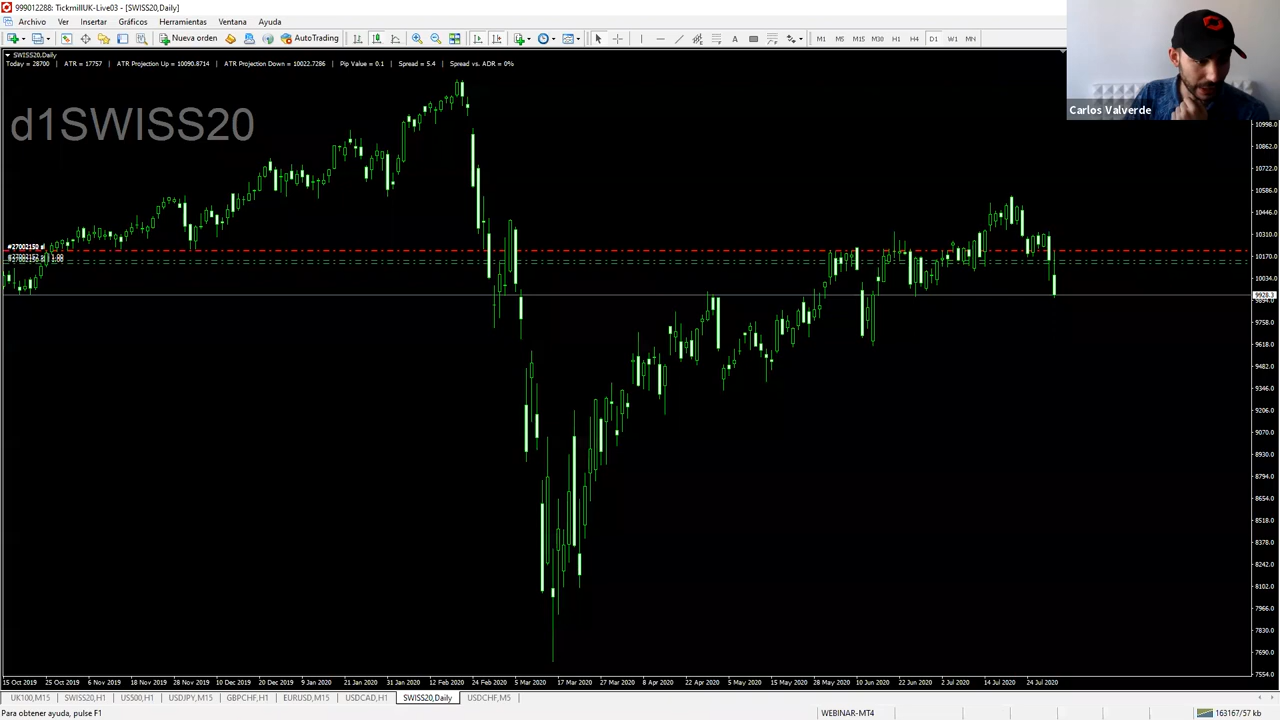 999012288: TickmillUK-Live03 - [SWISS20,Daily]
Archivo Ver Insertar Gráficos Herramientas Ventana Ayuda
Nueva orden AutoTrading M1 M5 M15 M30 H1 H4 D1 W1 MN
SWISS20,Daily
Today = 28700 | ATR = 17757 | ATR Projection Up = 10090.8714 | ATR Projection Down = 10022.7286 | Pip Value = 0.1 | Spread = 5.4 | Spread vs. ADR = 0%
Carlos Valverde
d1SWISS20
10998.0
10862.0
10722.0
10586.0
10446.0
10310.0
10170.0
10034.0
9928.3
9758.0
9618.0
9482.0
9346.0
9206.0
9070.0
8930.0
8794.0
8654.0
8518.0
8378.0
8242.0
8102.0
7966.0
7830.0
7690.0
7554.0
15 Oct 2019 25 Oct 2019 6 Nov 2019 18 Nov 2019 28 Nov 2019 10 Dec 2019 20 Dec 2019 9 Jan 2020 21 Jan 2020 31 Jan 2020 12 Feb 2020 24 Feb 2020 5 Mar 2020 17 Mar 2020 27 Mar 2020 8 Apr 2020 22 Apr 2020 5 May 2020 15 May 2020 28 May 2020 10 Jun 2020 22 Jun 2020 2 Jul 2020 14 Jul 2020 24 Jul 2020
UK100,M15 SWISS20,H1 US500,H1 USDJPY,M15 GBPCHF,H1 EURUSD,M15 USDCAD,H1 SWISS20,Daily USDCHF,M5
Para obtener ayuda, pulse F1 WEBINAR-MT4 163167/57 kb